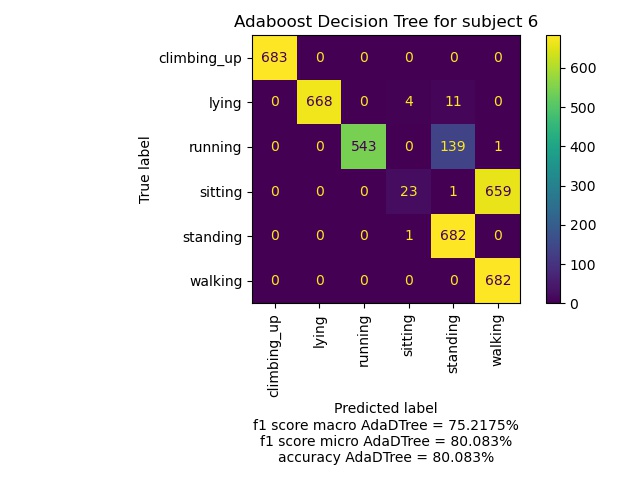 Adaboost Decision Tree for subject 6
climbing_up 683 0 0 0 0 0
lying 0 668 0 4 11 0
running 0 0 543 0 139 1
sitting 0 0 0 23 1 659
standing 0 0 0 1 682 0
walking 0 0 0 0 0 682
True label
climbing_up lying running sitting standing walking
Predicted label
f1 score macro AdaDTree = 75.2175%
f1 score micro AdaDTree = 80.083%
accuracy AdaDTree = 80.083%
600
500
400
300
200
100
0